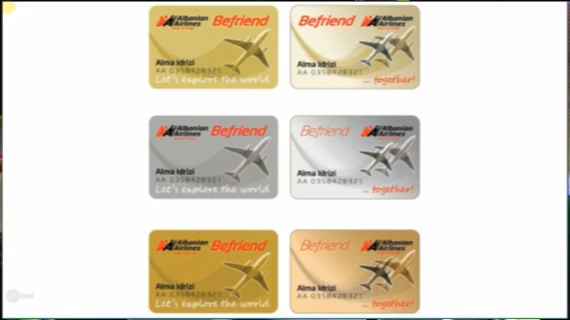 Albanian Airlines Befriend
Alma Idrizi
AA 0358428321
Let's explore the world
Befriend Albanian Airlines
Alma Idrizi
AA 0358428321
... together!
Albanian Airlines Befriend
Alma Idrizi
AA 0358428321
Let's explore the world
Befriend Albanian Airlines
Alma Idrizi
AA 0358428321
... together!
Albanian Airlines Befriend
Alma Idrizi
AA 0358428321
Let's explore the world
Befriend Albanian Airlines
Alma Idrizi
AA 0358428321
... together!